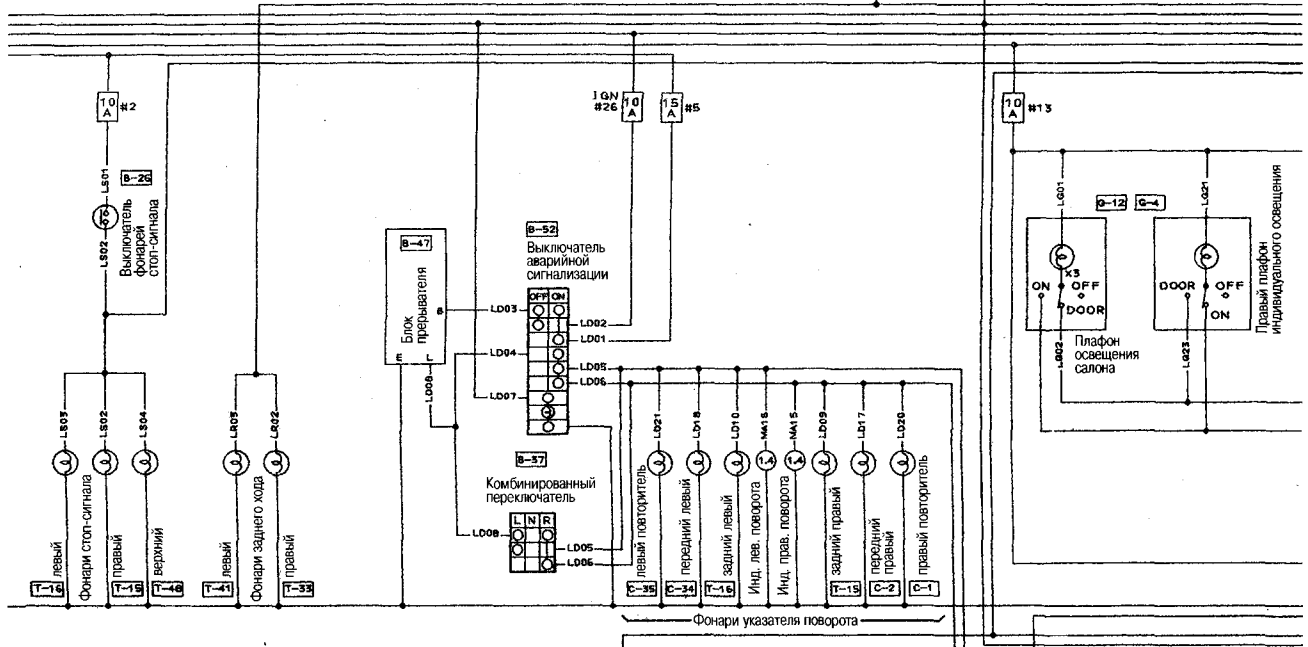 10 A #2
IGN #26 10 A
15 A #5
10 A #13
LS01
B-26
LS02
Выключатель
фонарей
стоп-сигнала
B-47
Блок
прерывателя
B
E L
LD08
B-52
Выключатель
аварийной
сигнализации
OFF ON
LD03
LD02
LD01
LD04
LD05
LD06
LD07
B-37
Комбинированный
переключатель
L N R
LD08
LD05
LD06
LG01
G-12
G-4
LG21
X3
ON OFF
DOOR
LG02
Плафон
освещения
салона
DOOR OFF
ON
LG23
Правый плафон
индивидуального освещения
LS03
LS02
LS04
LR03
LR02
LD21
LD18
LD10
MA16
MA15
LD09
LD17
LD20
1.4
1.4
левый
Фонари стоп-сигнала
правый
верхний
левый
Фонари заднего хода
правый
левый повторитель
передний левый
задний левый
Инд. лев. поворота
Инд. прав. поворота
задний правый
передний
правый
правый повторитель
T-16
T-15
T-48
T-41
T-33
C-35
C-34
T-16
T-15
C-2
C-1
Фонари указателя поворота